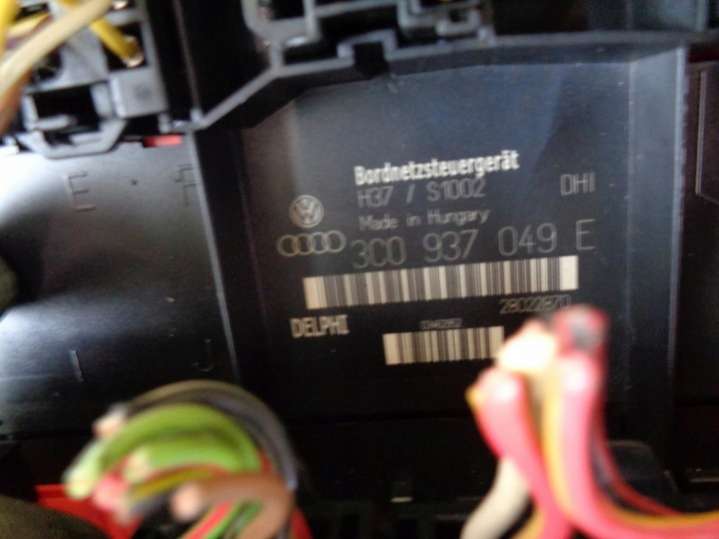 Bordnetzsteuergerät
H37 / S1002 DHI
Made in Hungary
3C0 937 049 E
DELPHI
E F
I J